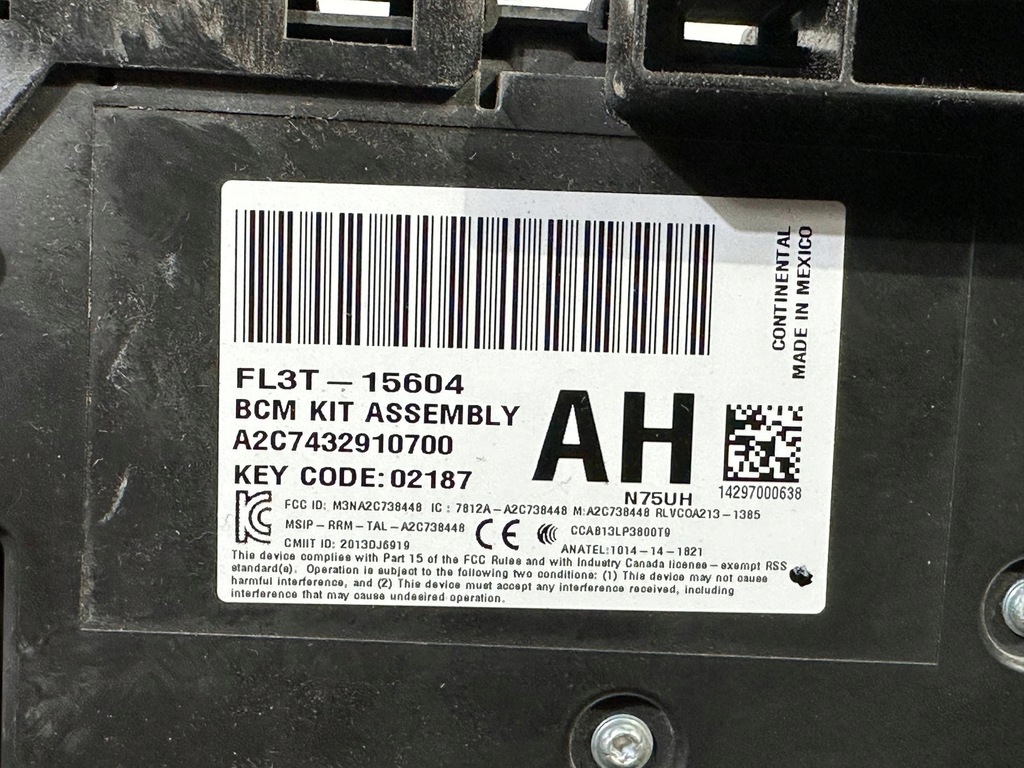 CONTINENTAL
MADE IN MEXICO
FL3T – 15604
BCM KIT ASSEMBLY
A2C7432910700
KEY CODE: 02187
AH
N75UH
14297000638
FCC ID: M3NA2C738448 IC : 7812A–A2C738448 M:A2C738448 RLVCOA213–1385
MSIP–RRM–TAL–A2C738448 CE CCAB13LP3800T9
CMIIT ID: 2013DJ6919 ANATEL:1014–14–1821
This device complies with Part 15 of the FCC Rules and with Industry Canada license–exempt RSS
standard(s). Operation is subject to the following two conditions: (1) This device may not cause
harmful interference, and (2) This device must accept any interference received, including
interference that may cause undesired operation.